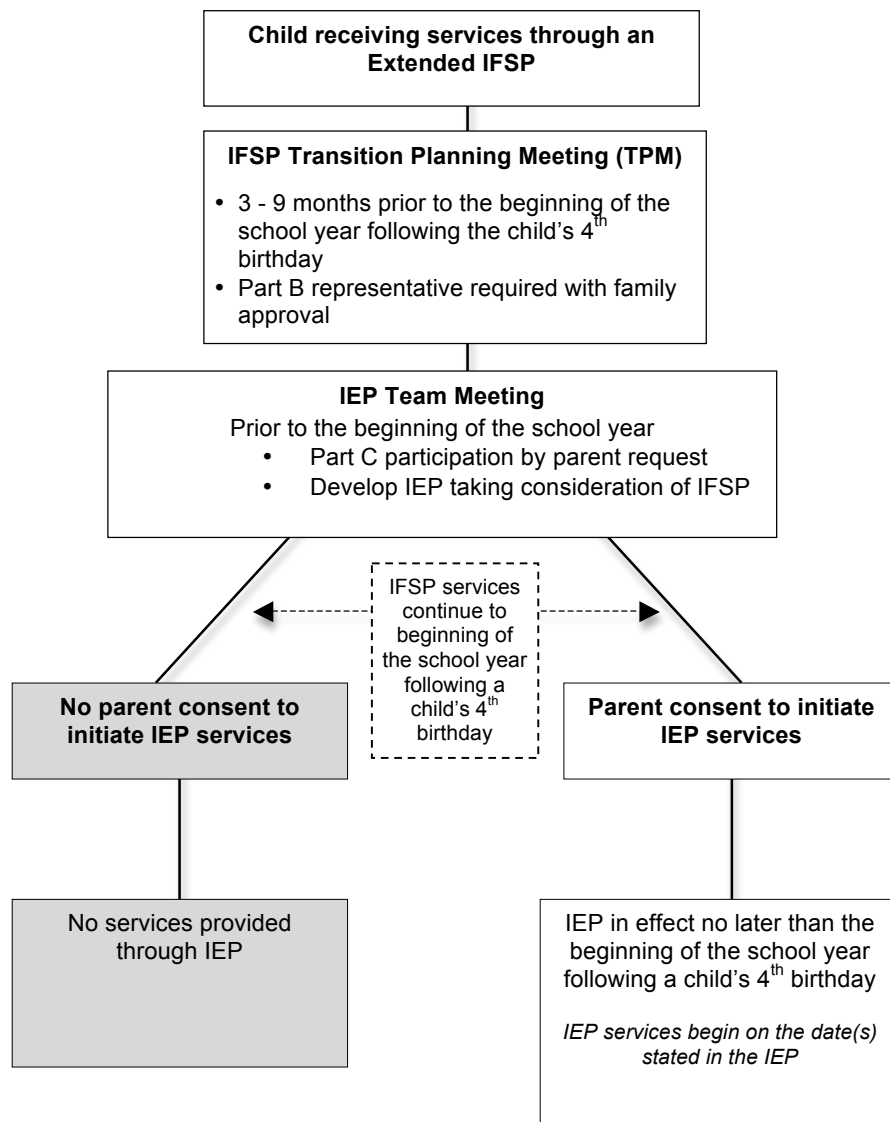 Child receiving services through an
Extended IFSP
IFSP Transition Planning Meeting (TPM)
• 3 - 9 months prior to the beginning of the
school year following the child's 4th
birthday
• Part B representative required with family
approval
IEP Team Meeting
Prior to the beginning of the school year
• Part C participation by parent request
• Develop IEP taking consideration of IFSP
IFSP services
continue to
beginning of
the school year
following a
child's 4th
birthday
No parent consent to
initiate IEP services
Parent consent to initiate
IEP services
No services provided
through IEP
IEP in effect no later than the
beginning of the school year
following a child's 4th birthday
IEP services begin on the date(s)
stated in the IEP